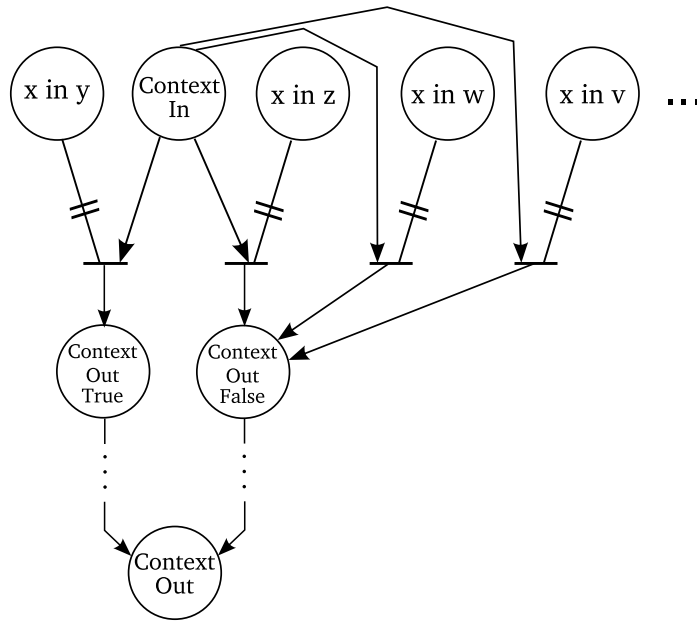 x in y
Context
In
x in z
x in w
x in v
Context
Out
True
Context
Out
False
Context
Out